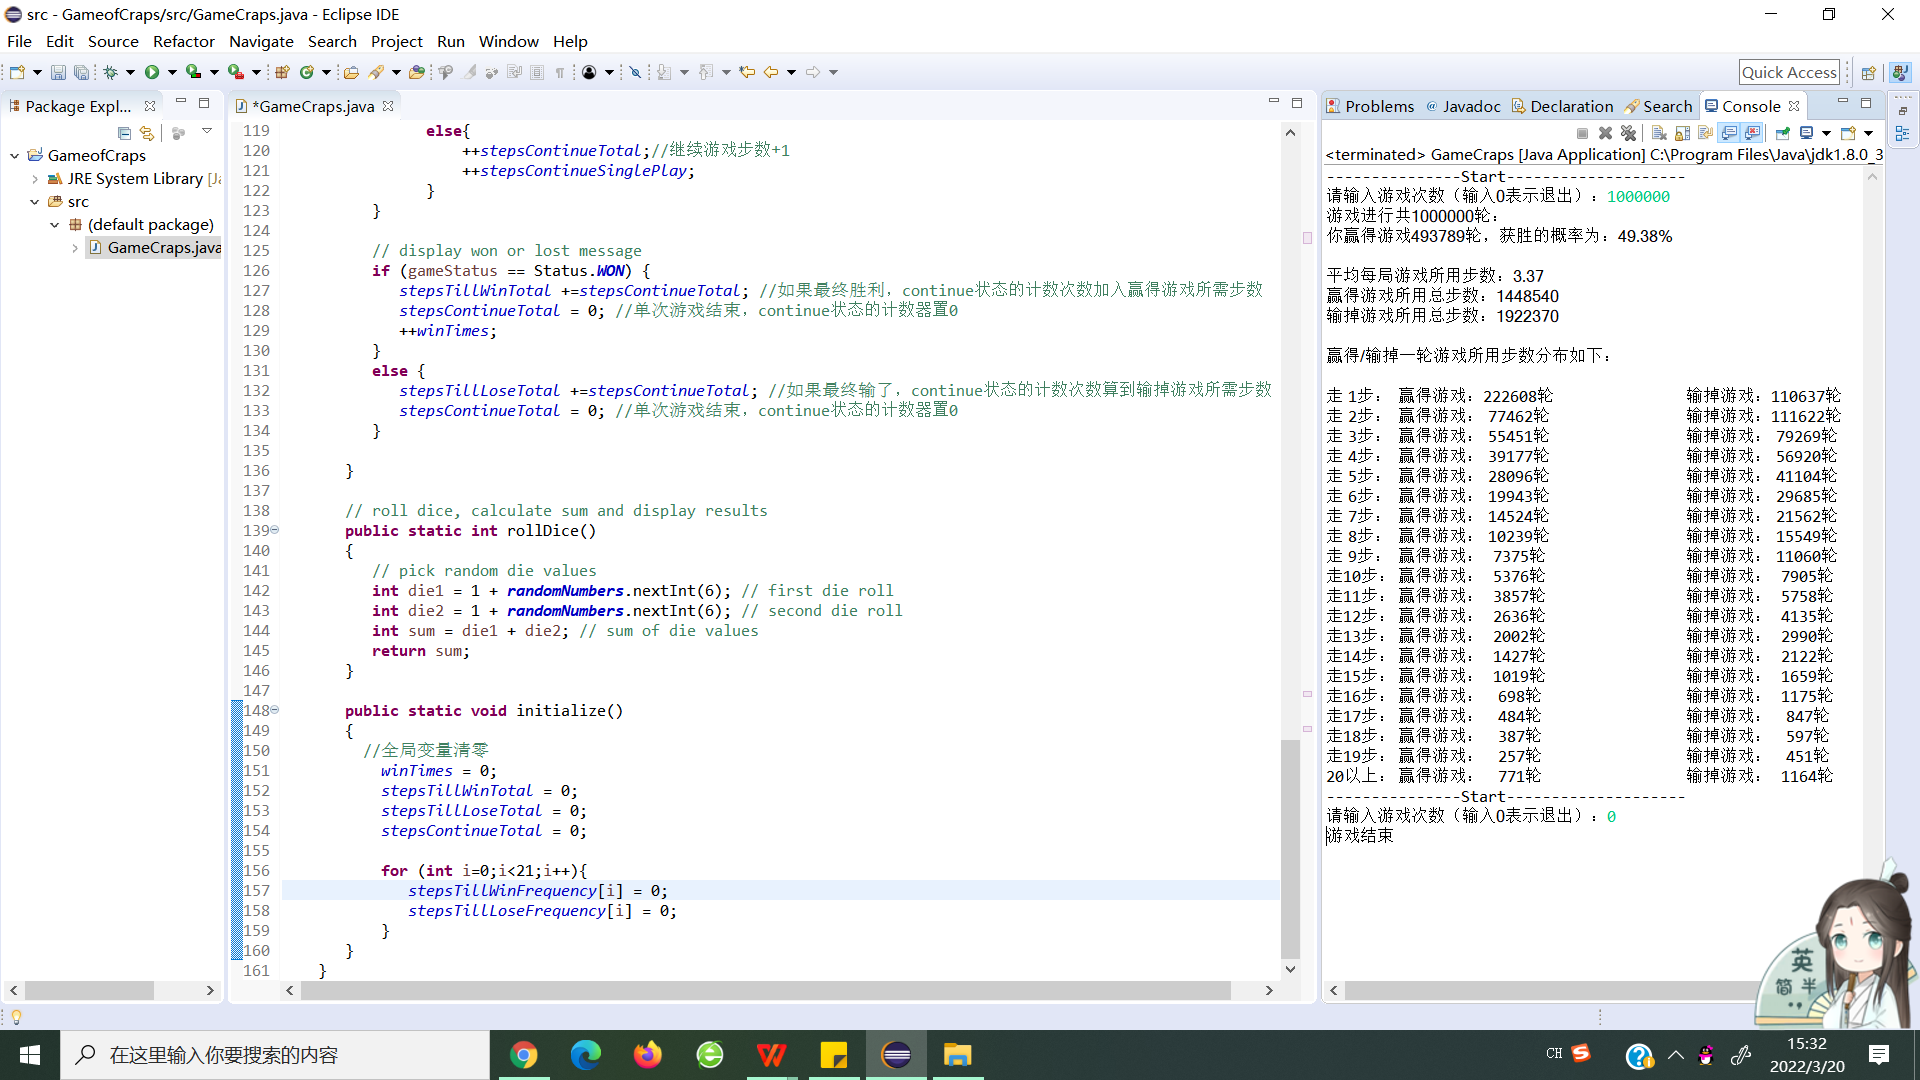 src - GameofCraps/src/GameCraps.java - Eclipse IDE
File Edit Source Refactor Navigate Search Project Run Window Help
Quick Access
Package Expl...
GameofCraps
JRE System Library [Ja
src
(default package)
GameCraps.java
*GameCraps.java
119 else{
120 ++stepsContinueTotal;//继续游戏步数+1
121 ++stepsContinueSinglePlay;
122 }
123 }
124
125 // display won or lost message
126 if (gameStatus == Status.WON) {
127 stepsTillWinTotal +=stepsContinueTotal; //如果最终胜利，continue状态的计数次数加入赢得游戏所需步数
128 stepsContinueTotal = 0; //单次游戏结束，continue状态的计数器置0
129 ++winTimes;
130 }
131 else {
132 stepsTillLoseTotal +=stepsContinueTotal; //如果最终输了，continue状态的计数次数算到输掉游戏所需步数
133 stepsContinueTotal = 0; //单次游戏结束，continue状态的计数器置0
134 }
135
136 }
137
138 // roll dice, calculate sum and display results
139 public static int rollDice()
140 {
141 // pick random die values
142 int die1 = 1 + randomNumbers.nextInt(6); // first die roll
143 int die2 = 1 + randomNumbers.nextInt(6); // second die roll
144 int sum = die1 + die2; // sum of die values
145 return sum;
146 }
147
148 public static void initialize()
149 {
150 //全局变量清零
151 winTimes = 0;
152 stepsTillWinTotal = 0;
153 stepsTillLoseTotal = 0;
154 stepsContinueTotal = 0;
155
156 for (int i=0;i<21;i++){
157 stepsTillWinFrequency[i] = 0;
158 stepsTillLoseFrequency[i] = 0;
159 }
160 }
161 }
Problems @ Javadoc Declaration Search Console
<terminated> GameCraps [Java Application] C:\Program Files\Java\jdk1.8.0_3
---------------Start--------------------
请输入游戏次数（输入0表示退出）：1000000
游戏进行共1000000轮：
你赢得游戏493789轮，获胜的概率为：49.38%
平均每局游戏所用步数：3.37
赢得游戏所用总步数：1448540
输掉游戏所用总步数：1922370
赢得/输掉一轮游戏所用步数分布如下：
走 1步： 赢得游戏：222608轮 输掉游戏：110637轮
走 2步： 赢得游戏： 77462轮 输掉游戏：111622轮
走 3步： 赢得游戏： 55451轮 输掉游戏： 79269轮
走 4步： 赢得游戏： 39177轮 输掉游戏： 56920轮
走 5步： 赢得游戏： 28096轮 输掉游戏： 41104轮
走 6步： 赢得游戏： 19943轮 输掉游戏： 29685轮
走 7步： 赢得游戏： 14524轮 输掉游戏： 21562轮
走 8步： 赢得游戏： 10239轮 输掉游戏： 15549轮
走 9步： 赢得游戏： 7375轮 输掉游戏： 11060轮
走10步： 赢得游戏： 5376轮 输掉游戏： 7905轮
走11步： 赢得游戏： 3857轮 输掉游戏： 5758轮
走12步： 赢得游戏： 2636轮 输掉游戏： 4135轮
走13步： 赢得游戏： 2002轮 输掉游戏： 2990轮
走14步： 赢得游戏： 1427轮 输掉游戏： 2122轮
走15步： 赢得游戏： 1019轮 输掉游戏： 1659轮
走16步： 赢得游戏： 698轮 输掉游戏： 1175轮
走17步： 赢得游戏： 484轮 输掉游戏： 847轮
走18步： 赢得游戏： 387轮 输掉游戏： 597轮
走19步： 赢得游戏： 257轮 输掉游戏： 451轮
20以上： 赢得游戏： 771轮 输掉游戏： 1164轮
---------------Start--------------------
请输入游戏次数（输入0表示退出）：0
游戏结束
英
简 半
在这里输入你要搜索的内容
CH
15:32
2022/3/20